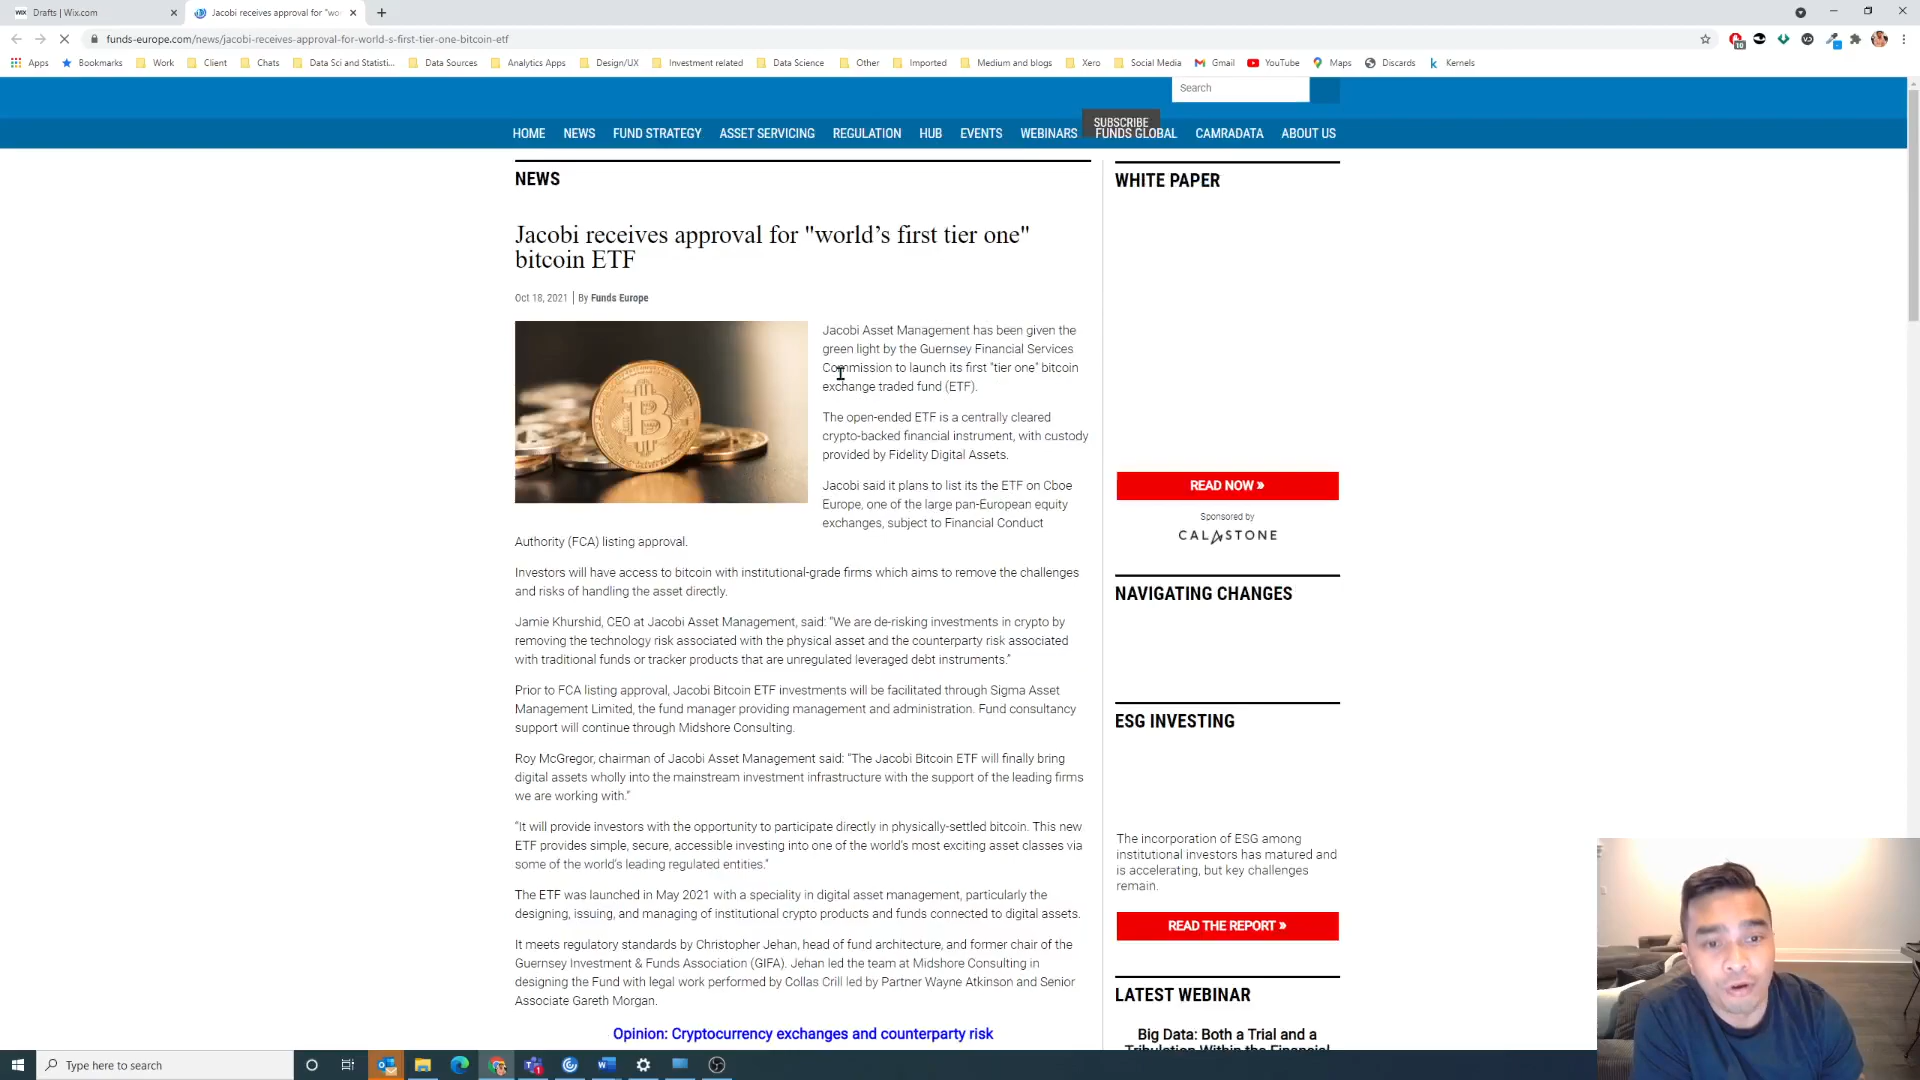 Drafts | Wix.com
Jacobi receives approval for "wo
funds-europe.com/news/jacobi-receives-approval-for-world-s-first-tier-one-bitcoin-etf
Apps
Bookmarks
Work
Client
Chats
Data Sci and Statisti...
Data Sources
Analytics Apps
Design/UX
Investment related
Data Science
Other
Imported
Medium and blogs
Xero
Social Media
Gmail
YouTube
Maps
Discards
Kernels
Search
SUBSCRIBE
HOME NEWS FUND STRATEGY ASSET SERVICING REGULATION HUB EVENTS WEBINARS FUNDS GLOBAL CAMRADATA ABOUT US
NEWS
Jacobi receives approval for "world's first tier one"
bitcoin ETF
Oct 18, 2021 | By Funds Europe
Jacobi Asset Management has been given the
green light by the Guernsey Financial Services
Commission to launch its first "tier one" bitcoin
exchange traded fund (ETF).
The open-ended ETF is a centrally cleared
crypto-backed financial instrument, with custody
provided by Fidelity Digital Assets.
Jacobi said it plans to list its the ETF on Cboe
Europe, one of the large pan-European equity
exchanges, subject to Financial Conduct
Authority (FCA) listing approval.
Investors will have access to bitcoin with institutional-grade firms which aims to remove the challenges
and risks of handling the asset directly.
Jamie Khurshid, CEO at Jacobi Asset Management, said: "We are de-risking investments in crypto by
removing the technology risk associated with the physical asset and the counterparty risk associated
with traditional funds or tracker products that are unregulated leveraged debt instruments."
Prior to FCA listing approval, Jacobi Bitcoin ETF investments will be facilitated through Sigma Asset
Management Limited, the fund manager providing management and administration. Fund consultancy
support will continue through Midshore Consulting.
Roy McGregor, chairman of Jacobi Asset Management said: "The Jacobi Bitcoin ETF will finally bring
digital assets wholly into the mainstream investment infrastructure with the support of the leading firms
we are working with."
"It will provide investors with the opportunity to participate directly in physically-settled bitcoin. This new
ETF provides simple, secure, accessible investing into one of the world's most exciting asset classes via
some of the world's leading regulated entities."
The ETF was launched in May 2021 with a speciality in digital asset management, particularly the
designing, issuing, and managing of institutional crypto products and funds connected to digital assets.
It meets regulatory standards by Christopher Jehan, head of fund architecture, and former chair of the
Guernsey Investment & Funds Association (GIFA). Jehan led the team at Midshore Consulting in
designing the Fund with legal work performed by Collas Crill led by Partner Wayne Atkinson and Senior
Associate Gareth Morgan.
Opinion: Cryptocurrency exchanges and counterparty risk
WHITE PAPER
READ NOW »
Sponsored by
CALASTONE
NAVIGATING CHANGES
ESG INVESTING
The incorporation of ESG among
institutional investors has matured and
is accelerating, but key challenges
remain.
READ THE REPORT »
LATEST WEBINAR
Big Data: Both a Trial and a
Tribulation Within the Financial
Type here to search